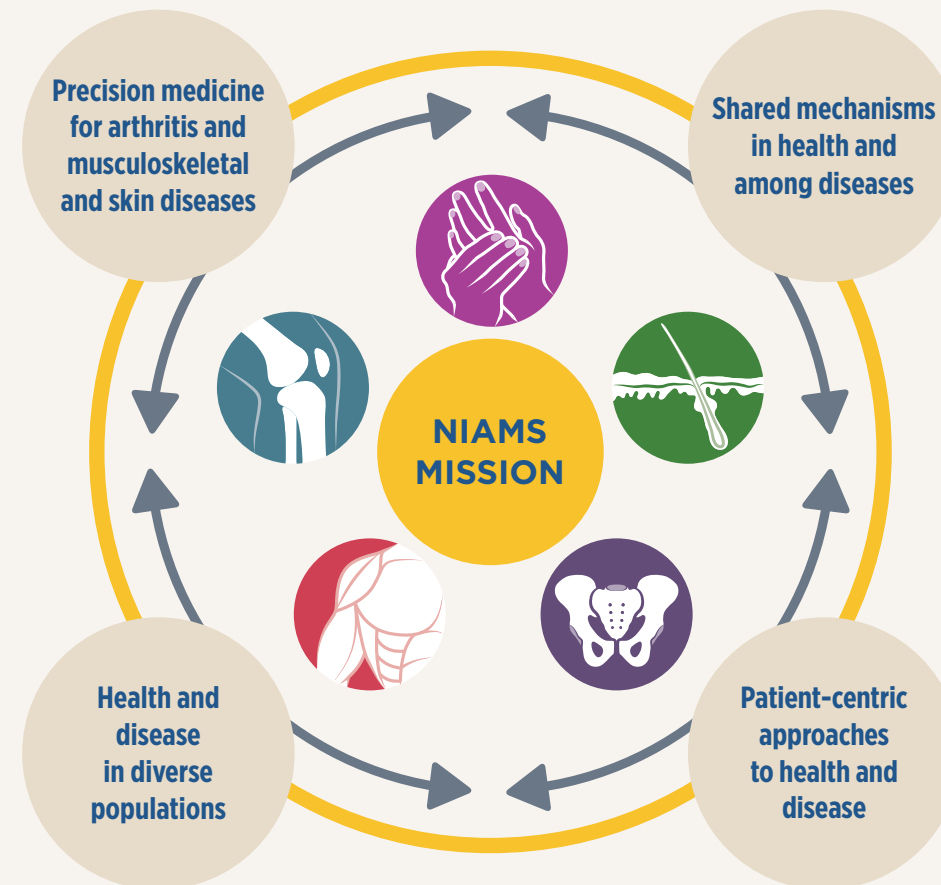 Precision medicine
for arthritis and
musculoskeletal
and skin diseases
Shared mechanisms
in health and
among diseases
NIAMS
MISSION
Health and
disease
in diverse
populations
Patient-centric
approaches
to health and
disease